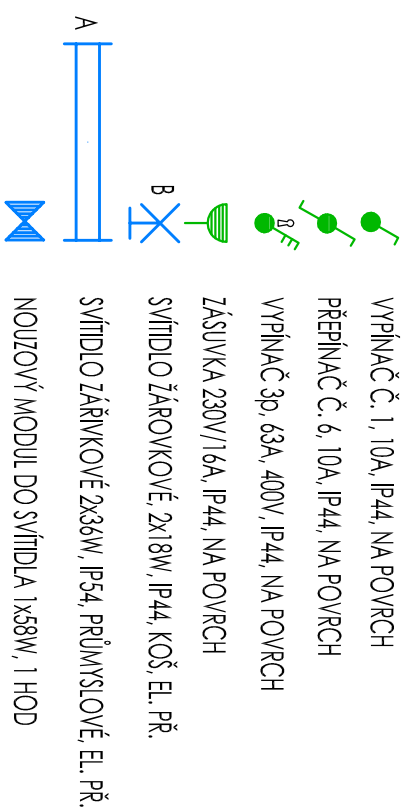 VYPÍNAČ Č. 1, 10A, IP44, NA POVRCH
PŘEPÍNAČ Č. 6, 10A, IP44, NA POVRCH
VYPÍNAČ 3p, 63A, 400V, IP44, NA POVRCH
ZÁSUVKA 230V/16A, IP44, NA POVRCH
B SVÍTIDLO ŽÁROVKOVÉ, 2x18W, IP44, KOŠ, EL. PŘ.
A SVÍTIDLO ZÁŘIVKOVÉ 2x36W, IP54, PRŮMYSLOVÉ, EL. PŘ.
NOUZOVÝ MODUL DO SVÍTIDLA 1x58W, 1 HOD